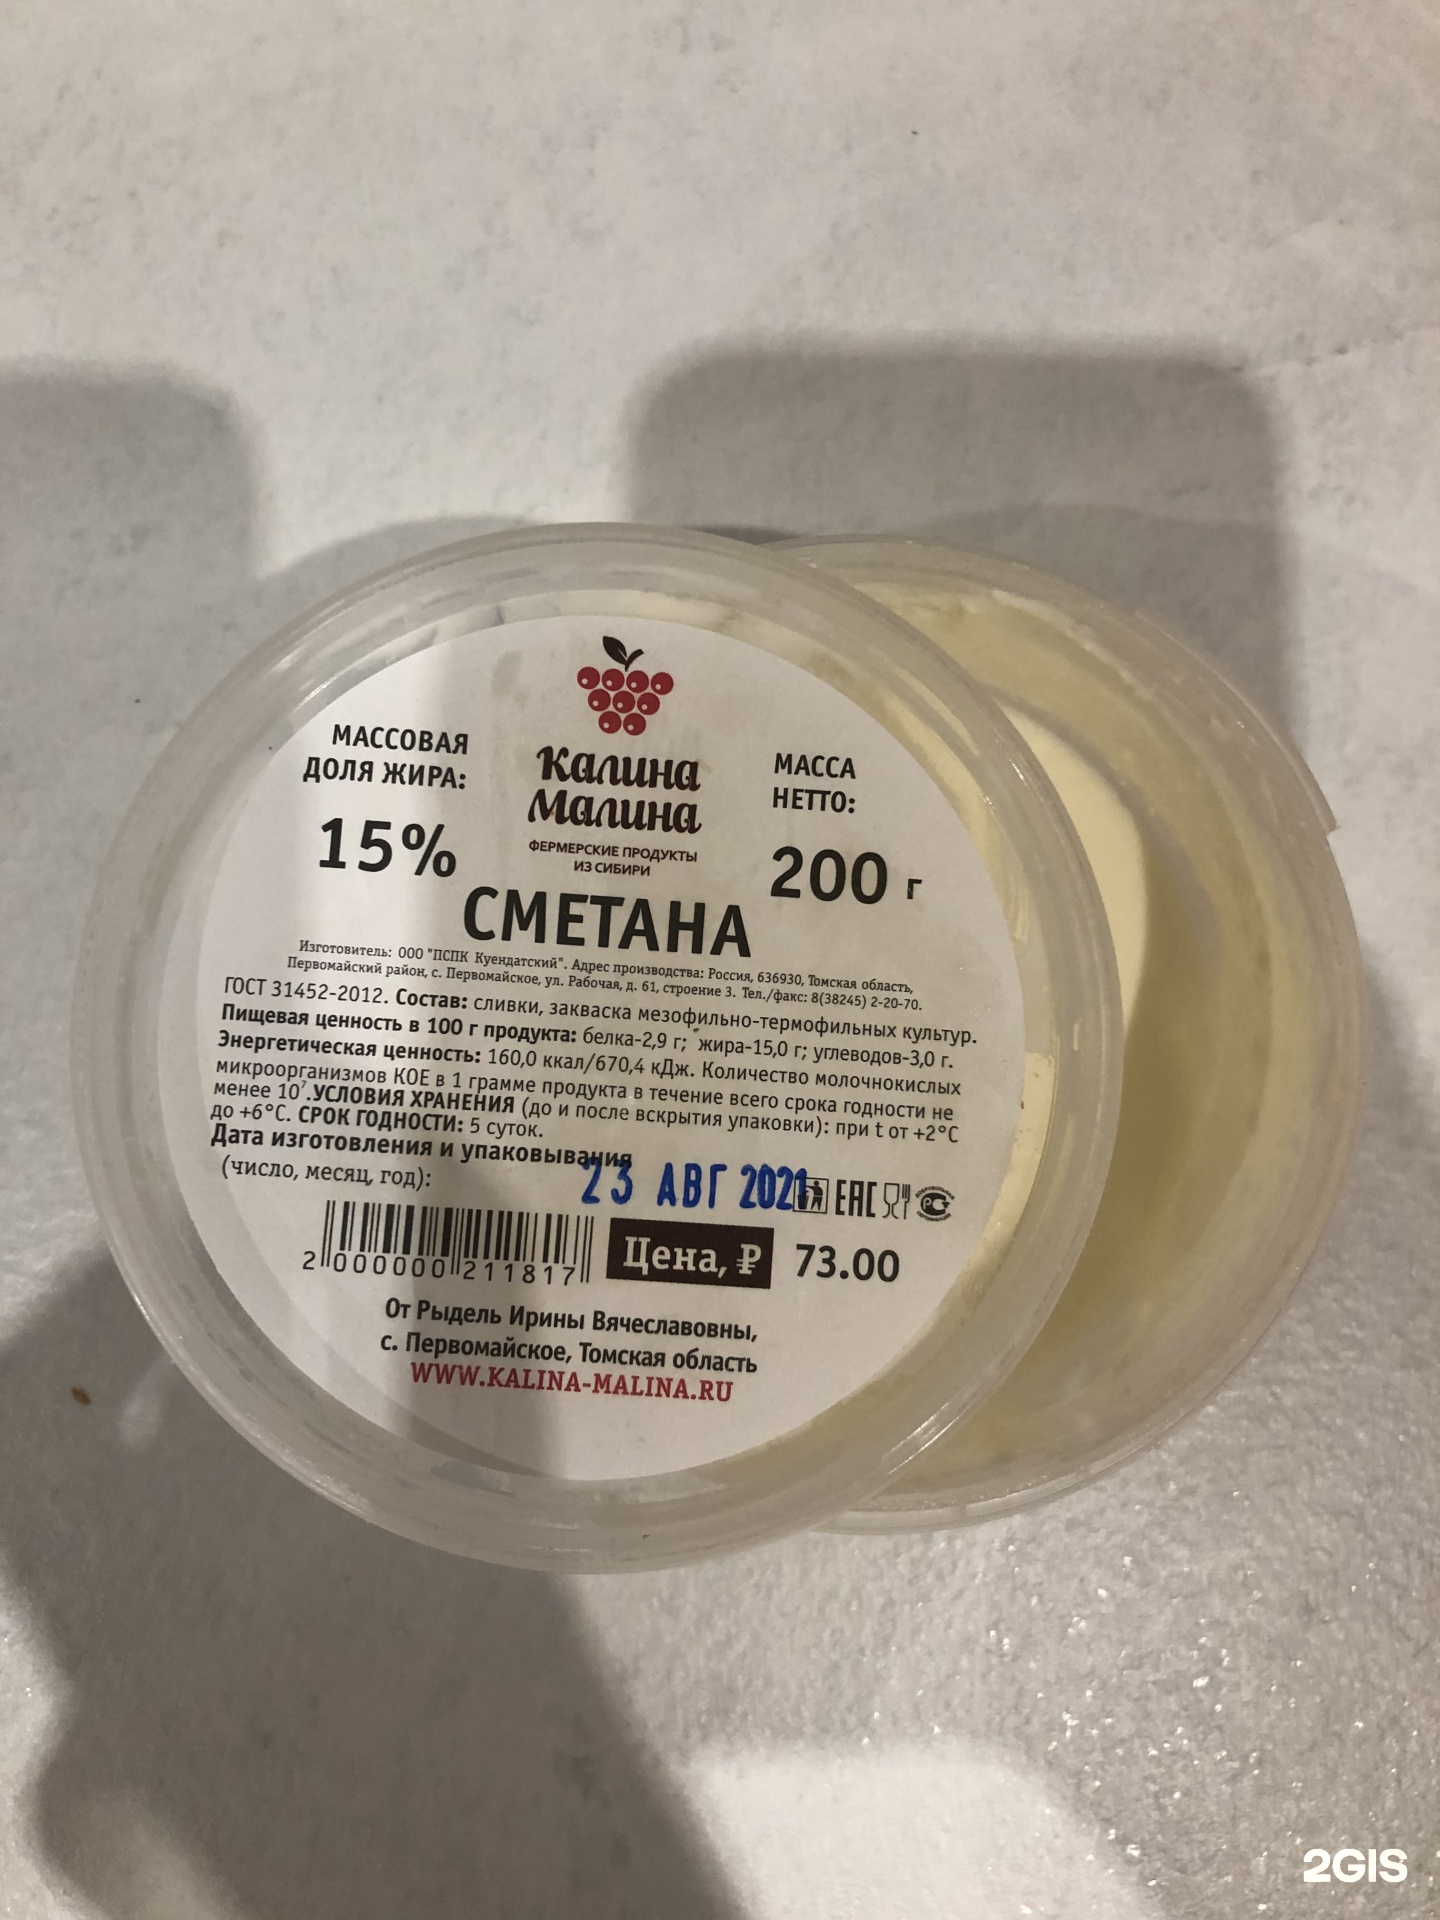 Калина
Малина
ФЕРМЕРСКИЕ ПРОДУКТЫ
ИЗ СИБИРИ
МАССОВАЯ
ДОЛЯ ЖИРА:
15%
МАССА
НЕТТО:
200 г
СМЕТАНА
Изготовитель: ООО "ПСПК Куендатский". Адрес производства: Россия, 636930, Томская область,
Первомайский район, с. Первомайское, ул. Рабочая, д. 61, строение 3. Тел./факс: 8(38245) 2-20-70.
ГОСТ 31452-2012. Состав: сливки, закваска мезофильно-термофильных культур.
Пищевая ценность в 100 г продукта: белка-2,9 г; жира-15,0 г; углеводов-3,0 г.
Энергетическая ценность: 160,0 ккал/670,4 кДж. Количество молочнокислых
микроорганизмов КОЕ в 1 грамме продукта в течение всего срока годности не
менее 10⁷.УСЛОВИЯ ХРАНЕНИЯ (до и после вскрытия упаковки): при t от +2°C
до +6°C. СРОК ГОДНОСТИ: 5 суток.
Дата изготовления и упаковывания
(число, месяц, год):
23 АВГ 2021
EAC
2 000000 211817
Цена, ₽ 73.00
От Рыдель Ирины Вячеславовны,
с. Первомайское, Томская область
WWW.KALINA-MALINA.RU
2GIS